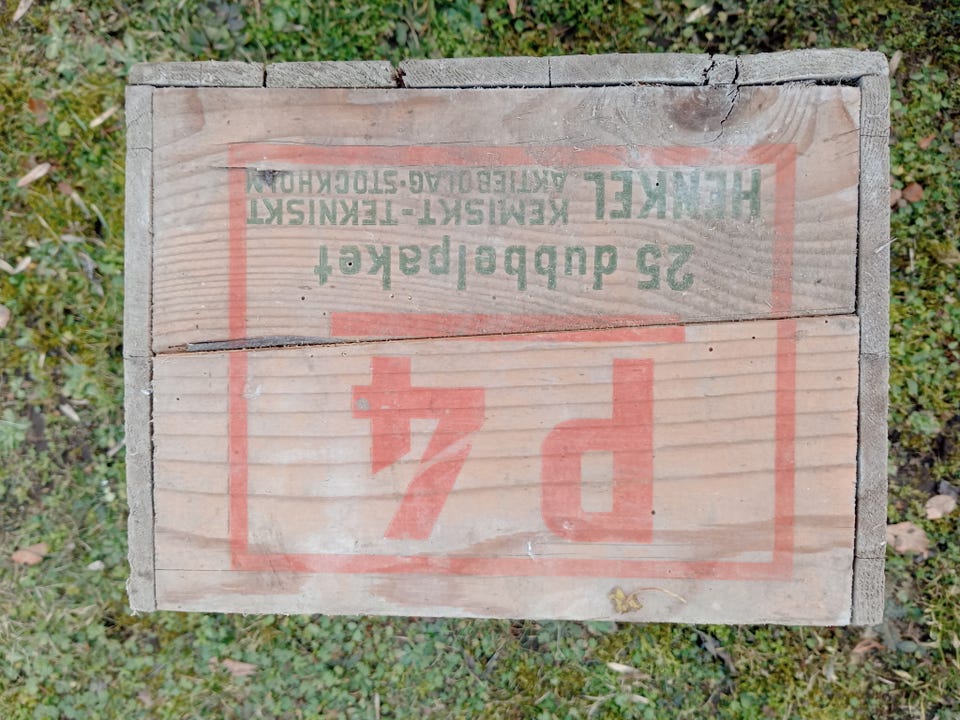 P4
25 dubbelpaket
HENKEL KEMISKT-TEKNISKT
AKTIEBOLAG·STOCKHOLM